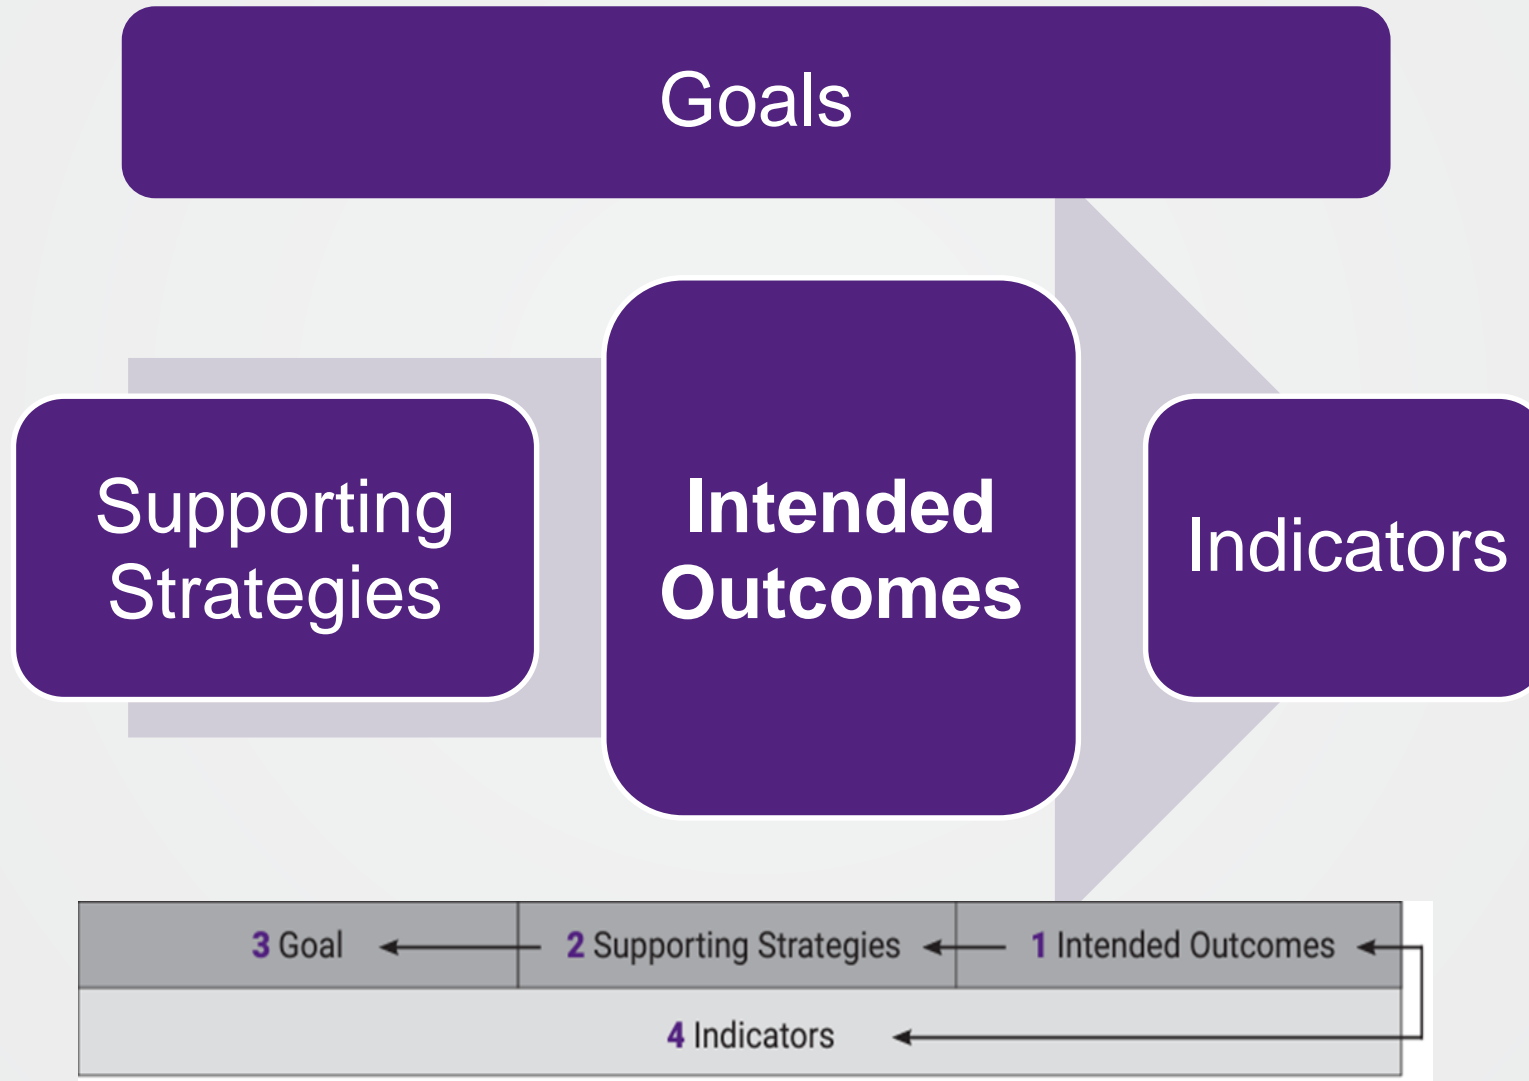 Goals
Supporting
Strategies
Intended
Outcomes
Indicators
3 Goal
2 Supporting Strategies
1 Intended Outcomes
4 Indicators